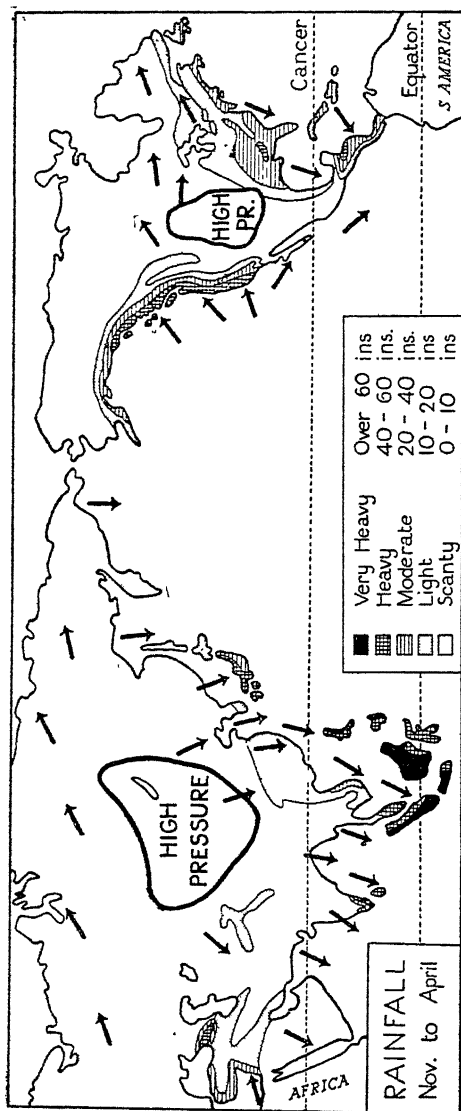 HIGH
PRESSURE
HIGH
PR.
Cancer
Equator
S AMERICA
AFRICA
RAINFALL
Nov. to April
Very Heavy Over 60 ins
Heavy 40 - 60 ins.
Moderate 20 - 40 ins.
Light 10 - 20 ins
Scanty 0 - 10 ins